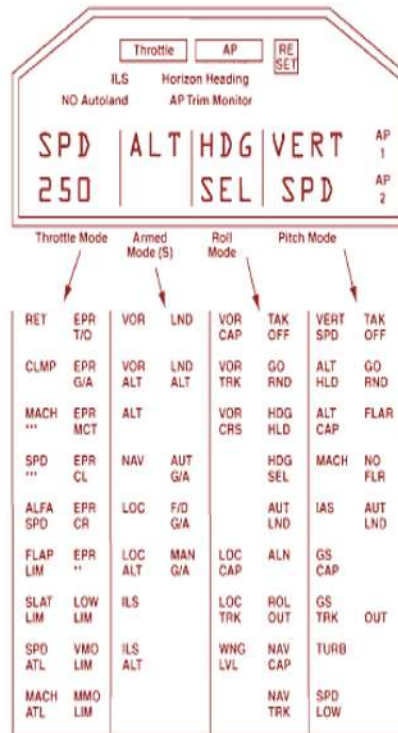 Throttle AP RE SET
ILS Horizon Heading
NO Autoland AP Trim Monitor
SPD ALT HDG VERT AP 1
250 SEL SPD AP 2
Throttle Mode Armed Mode (S) Roll Mode Pitch Mode
RET EPR VOR LND VOR TAK VERT TAK
T/O CAP OFF SPD OFF
CLMP EPR VOR LND VOR GO ALT GO
G/A ALT ALT TRK RND HLD RND
MACH EPR ALT VOR HDG ALT FLAR
*** MCT CRS HLD CAP
SPD EPR NAV AUT HDG MACH NO
*** CL G/A SEL FLR
ALFA EPR LOC F/D AUT IAS AUT
SPD CR G/A LND LND
FLAP EPR LOC MAN LOC ALN GS
LIM ** ALT G/A CAP CAP
SLAT LOW ILS LOC ROL GS
LIM LIM TRK OUT TRK OUT
SPD VMO ILS WNG NAV TURB
ATL LIM ALT LVL CAP
MACH MMO NAV SPD
ATL LIM TRK LOW